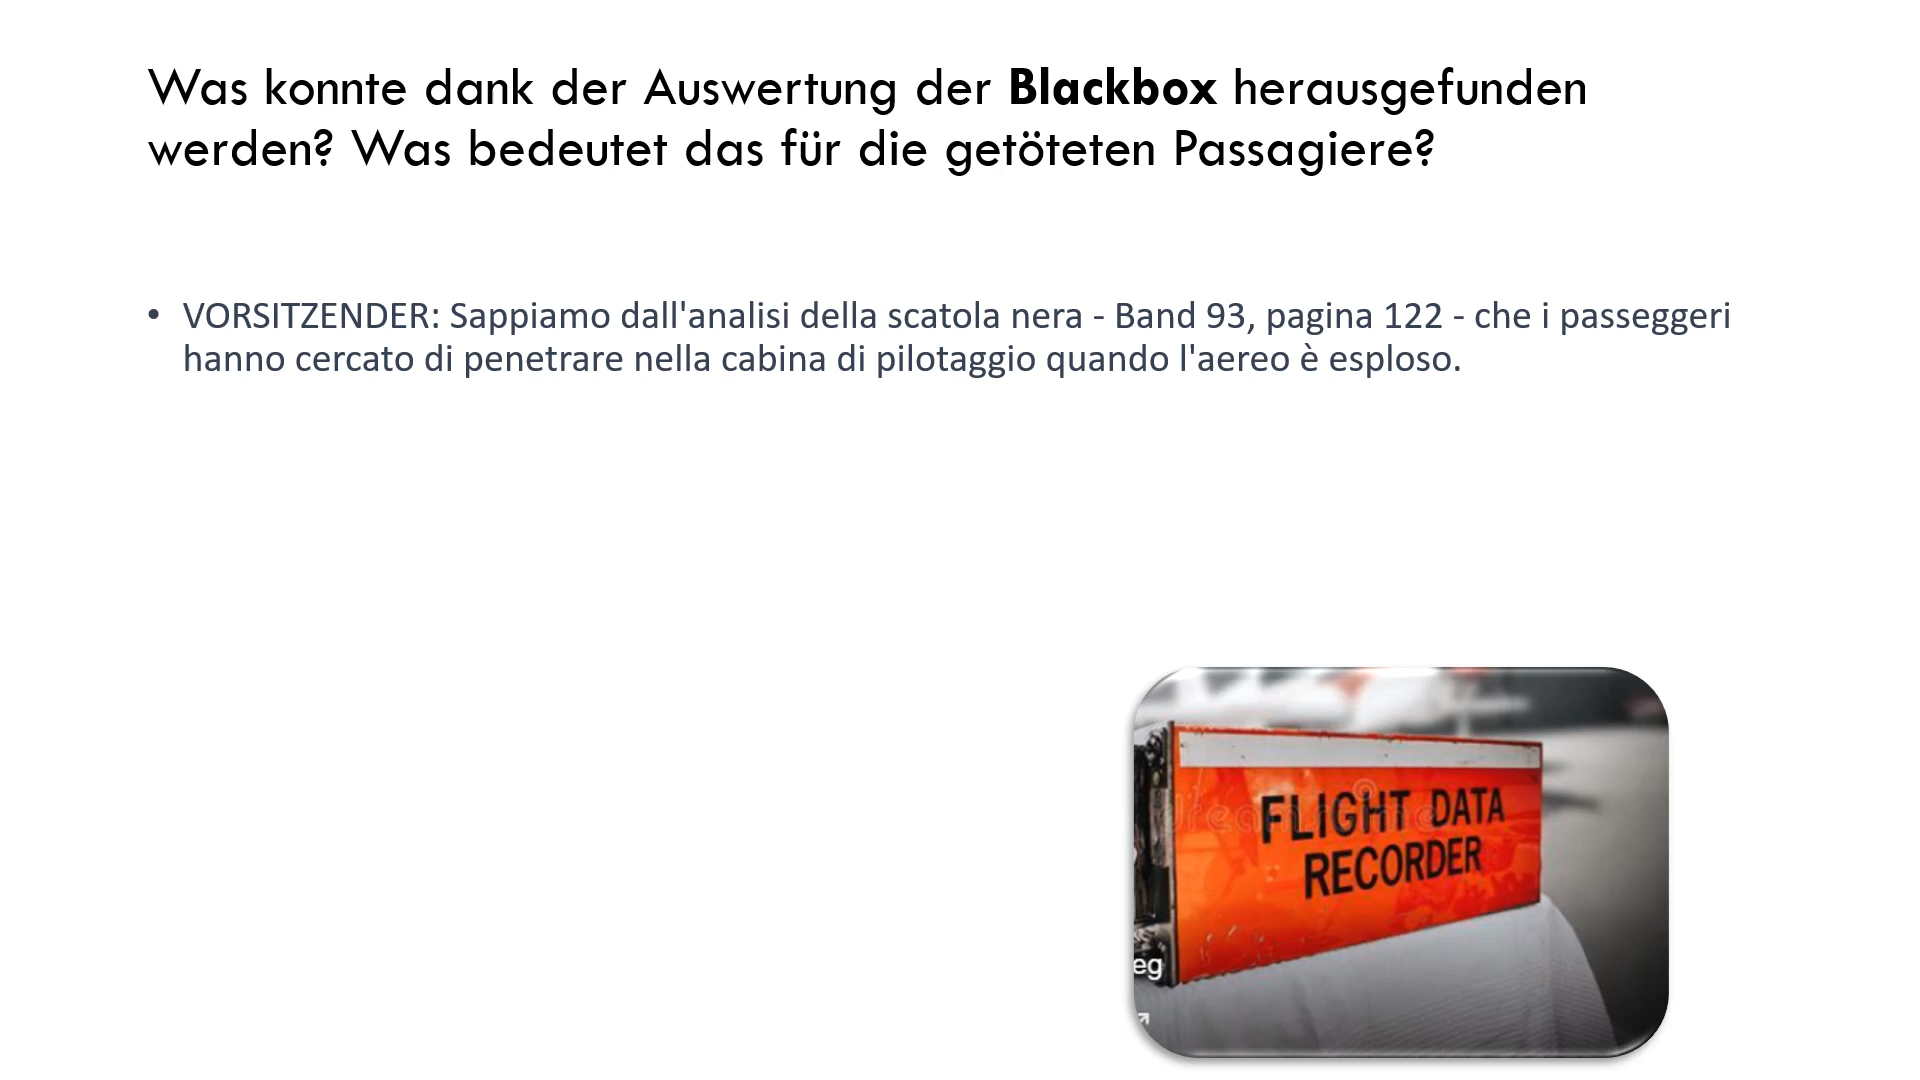 Was konnte dank der Auswertung der Blackbox herausgefunden
werden? Was bedeutet das für die getöteten Passagiere?
• VORSITZENDER: Sappiamo dall'analisi della scatola nera - Band 93, pagina 122 - che i passeggeri
hanno cercato di penetrare nella cabina di pilotaggio quando l'aereo è esploso.
FLIGHT DATA
RECORDER
eg